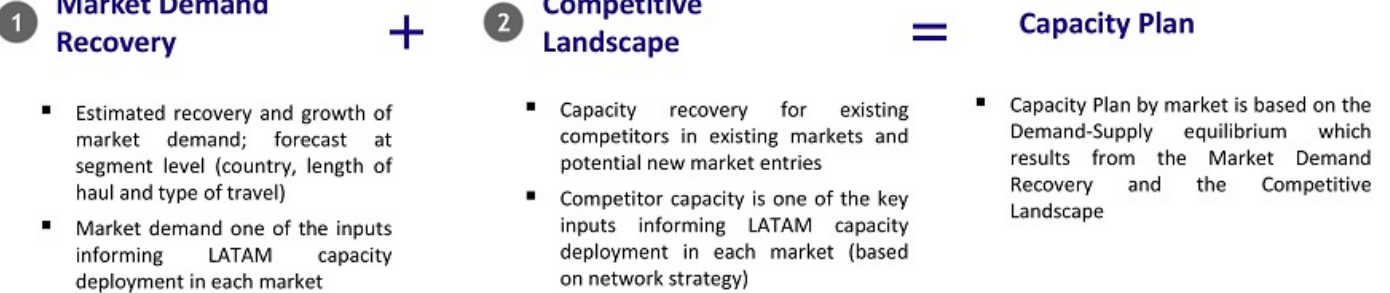 1
Market Demand
Recovery
+
2
Competitive
Landscape
=
Capacity Plan
▪ Estimated recovery and growth of
market demand; forecast at
segment level (country, length of
haul and type of travel)
▪ Market demand one of the inputs
informing LATAM capacity
deployment in each market
▪ Capacity recovery for existing
competitors in existing markets and
potential new market entries
▪ Competitor capacity is one of the key
inputs informing LATAM capacity
deployment in each market (based
on network strategy)
▪ Capacity Plan by market is based on the
Demand-Supply equilibrium which
results from the Market Demand
Recovery and the Competitive
Landscape